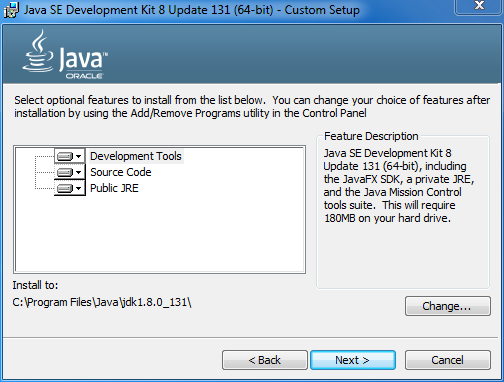 Java SE Development Kit 8 Update 131 (64-bit) - Custom Setup
Java™
ORACLE
Select optional features to install from the list below. You can change your choice of features after
installation by using the Add/Remove Programs utility in the Control Panel
Development Tools
Source Code
Public JRE
Feature Description
Java SE Development Kit 8
Update 131 (64-bit), including
the JavaFX SDK, a private JRE,
and the Java Mission Control
tools suite. This will require
180MB on your hard drive.
Install to:
C:\Program Files\Java\jdk1.8.0_131\
Change...
< Back
Next >
Cancel